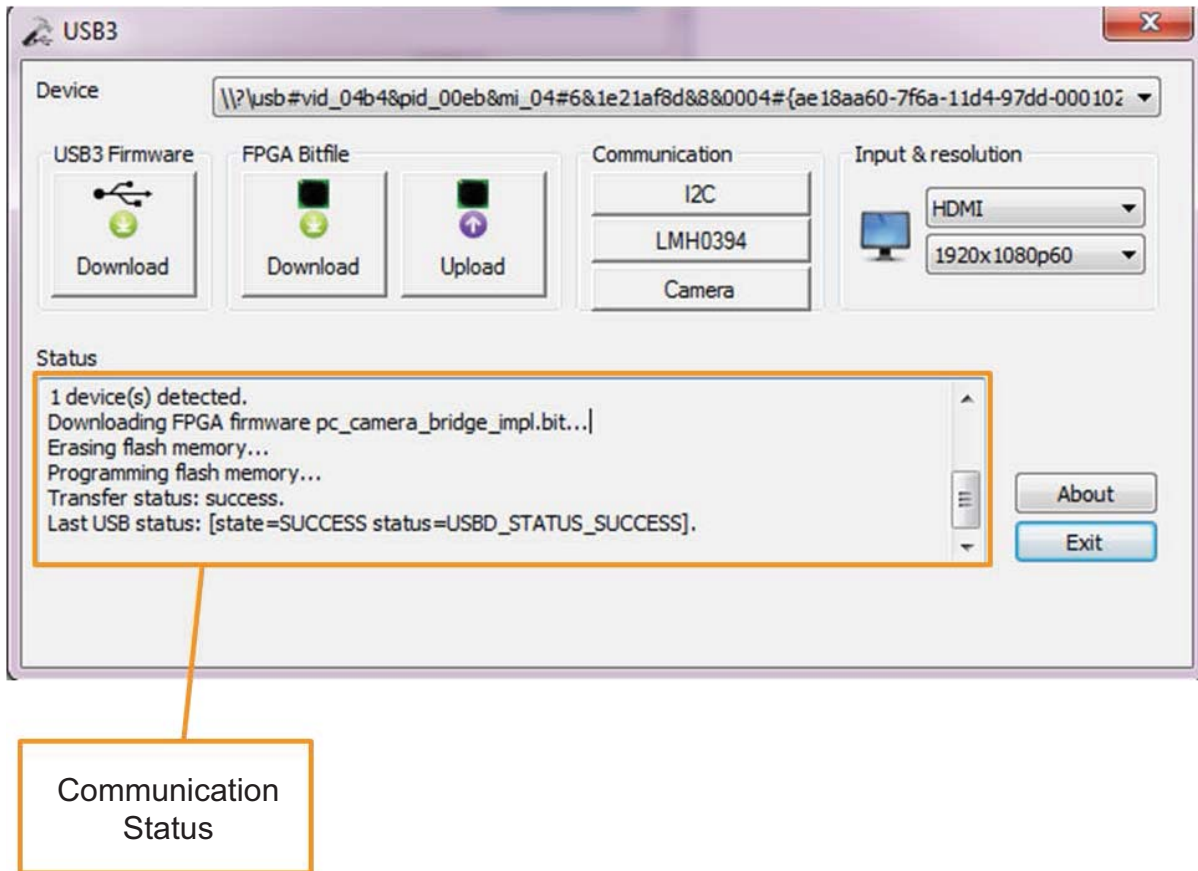 USB3
Device
\\?\usb#vid_04b4&pid_00eb&mi_04#6&1e21af8d&8&0004#{ae18aa60-7f6a-11d4-97dd-000102
USB3 Firmware
Download
FPGA Bitfile
Download
Upload
Communication
I2C
LMH0394
Camera
Input & resolution
HDMI
1920x1080p60
Status
1 device(s) detected.
Downloading FPGA firmware pc_camera_bridge_impl.bit...
Erasing flash memory...
Programming flash memory...
Transfer status: success.
Last USB status: [state=SUCCESS status=USBD_STATUS_SUCCESS].
About
Exit
Communication
Status